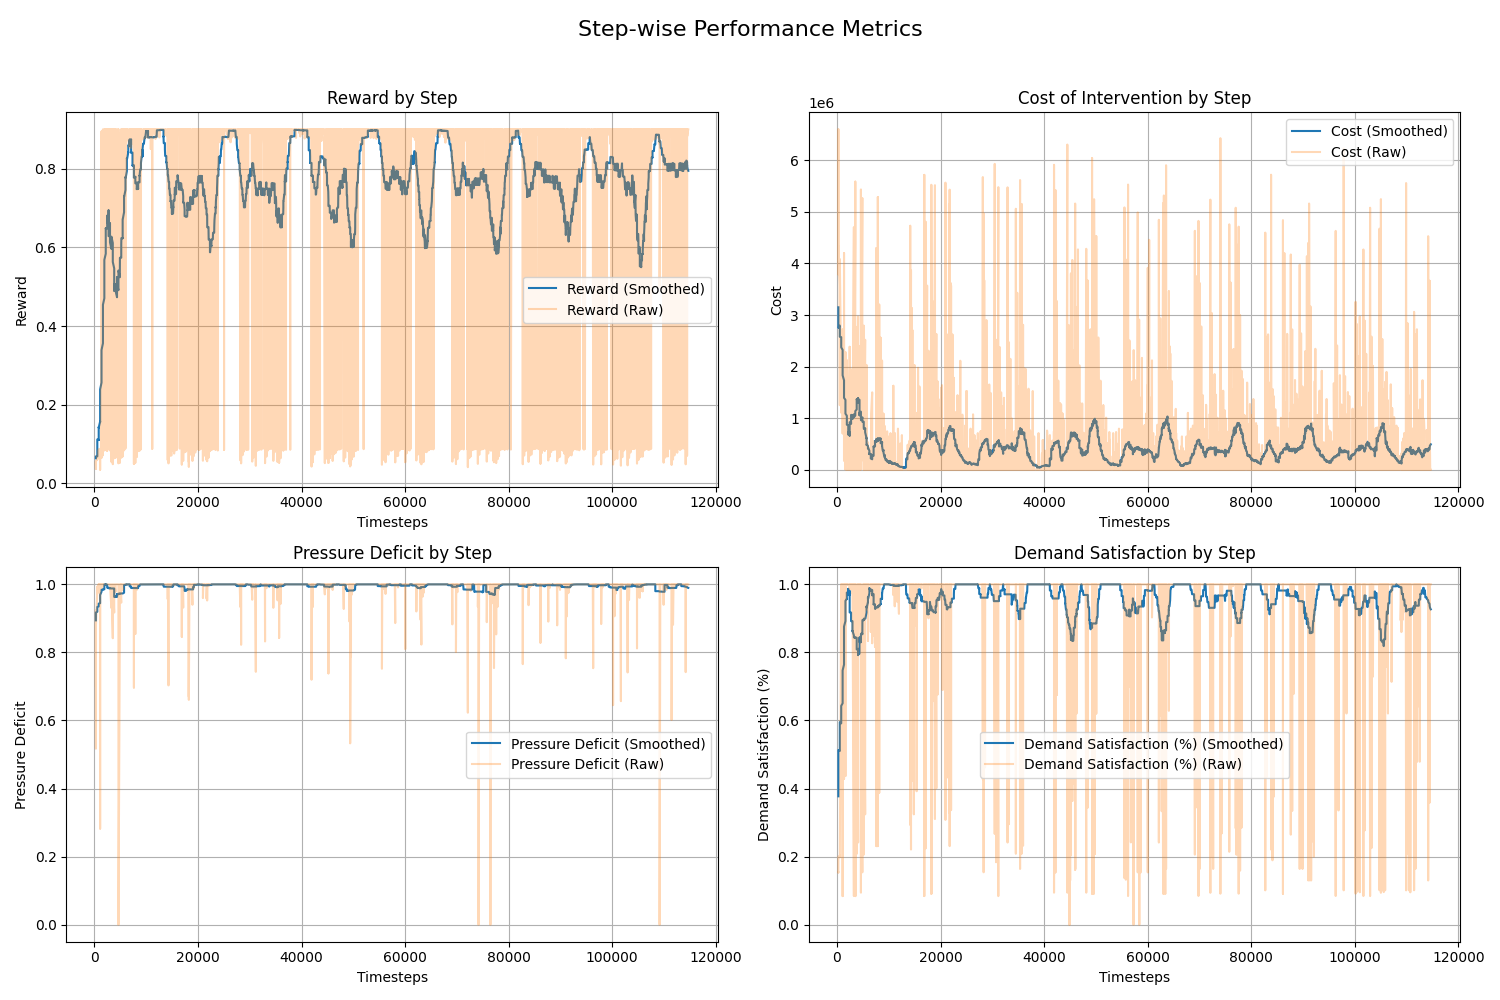 Step-wise Performance Metrics
Reward by Step
Reward
0.8
0.6
0.4
0.2
0.0
Reward (Smoothed)
Reward (Raw)
0 20000 40000 60000 80000 100000 120000
Timesteps
Cost of Intervention by Step
1e6
Cost
6
5
4
3
2
1
0
Cost (Smoothed)
Cost (Raw)
0 20000 40000 60000 80000 100000 120000
Timesteps
Pressure Deficit by Step
Pressure Deficit
1.0
0.8
0.6
0.4
0.2
0.0
Pressure Deficit (Smoothed)
Pressure Deficit (Raw)
0 20000 40000 60000 80000 100000 120000
Timesteps
Demand Satisfaction by Step
Demand Satisfaction (%)
1.0
0.8
0.6
0.4
0.2
0.0
Demand Satisfaction (%) (Smoothed)
Demand Satisfaction (%) (Raw)
0 20000 40000 60000 80000 100000 120000
Timesteps